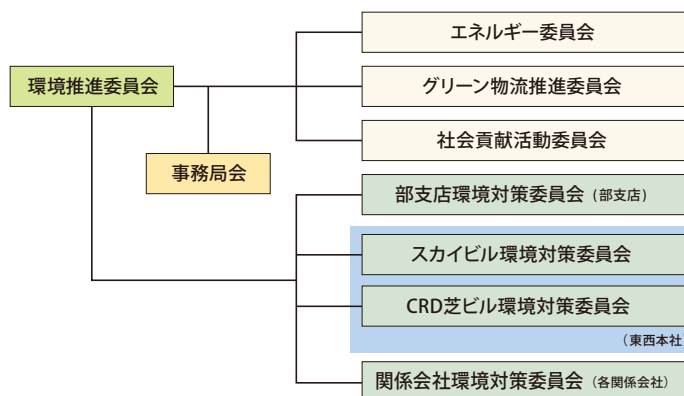 環境推進委員会
事務局会
エネルギー委員会
グリーン物流推進委員会
社会貢献活動委員会
部支店環境対策委員会（部支店）
スカイビル環境対策委員会
CRD芝ビル環境対策委員会
（東西本社）
関係会社環境対策委員会（各関係会社）